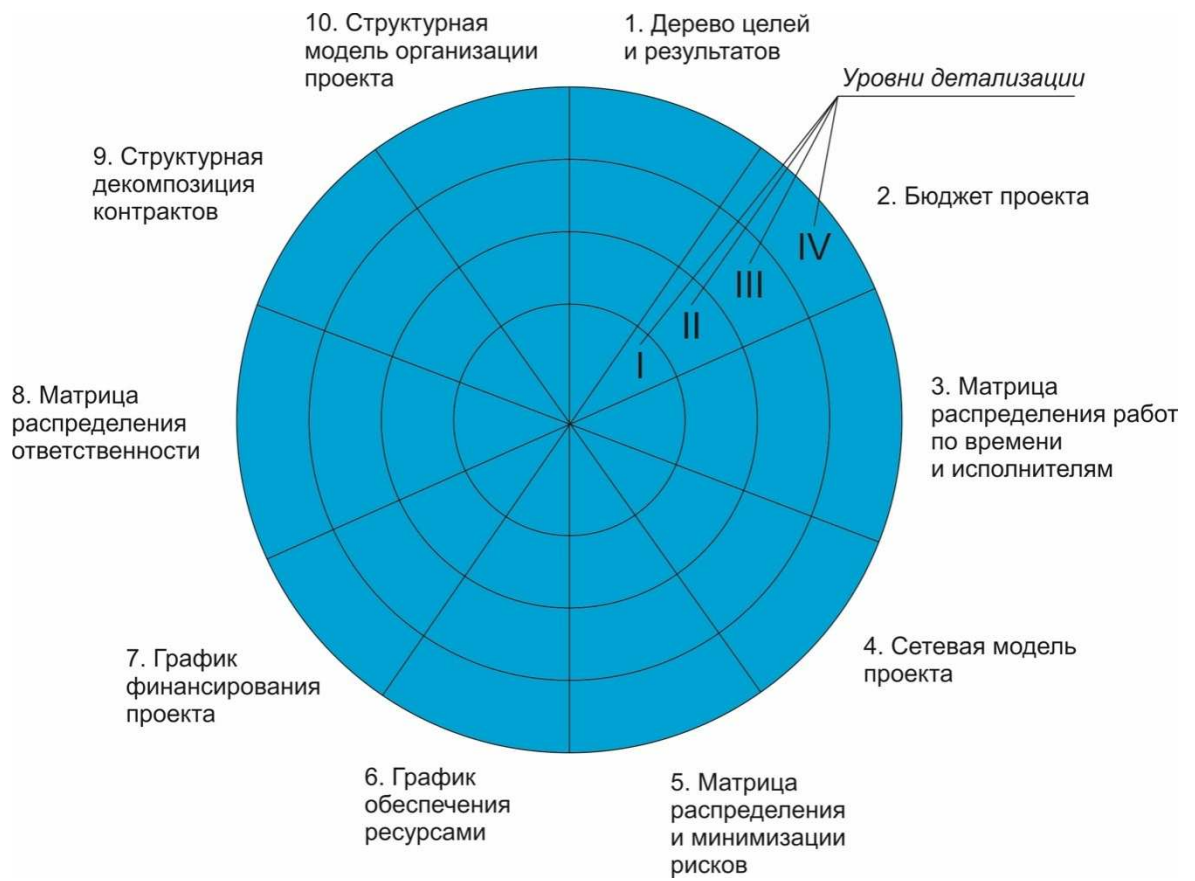 1. Дерево целей
и результатов
Уровни детализации
2. Бюджет проекта
I
II
III
IV
3. Матрица
распределения работ
по времени
и исполнителям
4. Сетевая модель
проекта
5. Матрица
распределения
и минимизации
рисков
6. График
обеспечения
ресурсами
7. График
финансирования
проекта
8. Матрица
распределения
ответственности
9. Структурная
декомпозиция
контрактов
10. Структурная
модель организации
проекта